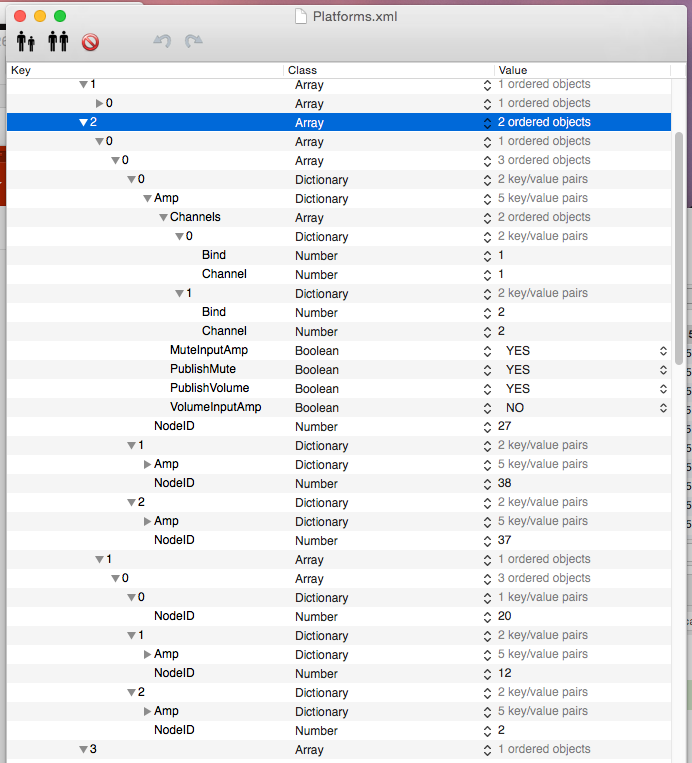 Platforms.xml
Key Class Value
1 Array 1 ordered objects
0 Array 1 ordered objects
2 Array 2 ordered objects
0 Array 1 ordered objects
0 Array 3 ordered objects
0 Dictionary 2 key/value pairs
Amp Dictionary 5 key/value pairs
Channels Array 2 ordered objects
0 Dictionary 2 key/value pairs
Bind Number 1
Channel Number 1
1 Dictionary 2 key/value pairs
Bind Number 2
Channel Number 2
MuteInputAmp Boolean YES
PublishMute Boolean YES
PublishVolume Boolean YES
VolumeInputAmp Boolean NO
NodeID Number 27
1 Dictionary 2 key/value pairs
Amp Dictionary 5 key/value pairs
NodeID Number 38
2 Dictionary 2 key/value pairs
Amp Dictionary 5 key/value pairs
NodeID Number 37
1 Array 1 ordered objects
0 Array 3 ordered objects
0 Dictionary 1 key/value pairs
NodeID Number 20
1 Dictionary 2 key/value pairs
Amp Dictionary 5 key/value pairs
NodeID Number 12
2 Dictionary 2 key/value pairs
Amp Dictionary 5 key/value pairs
NodeID Number 2
3 Array 1 ordered objects